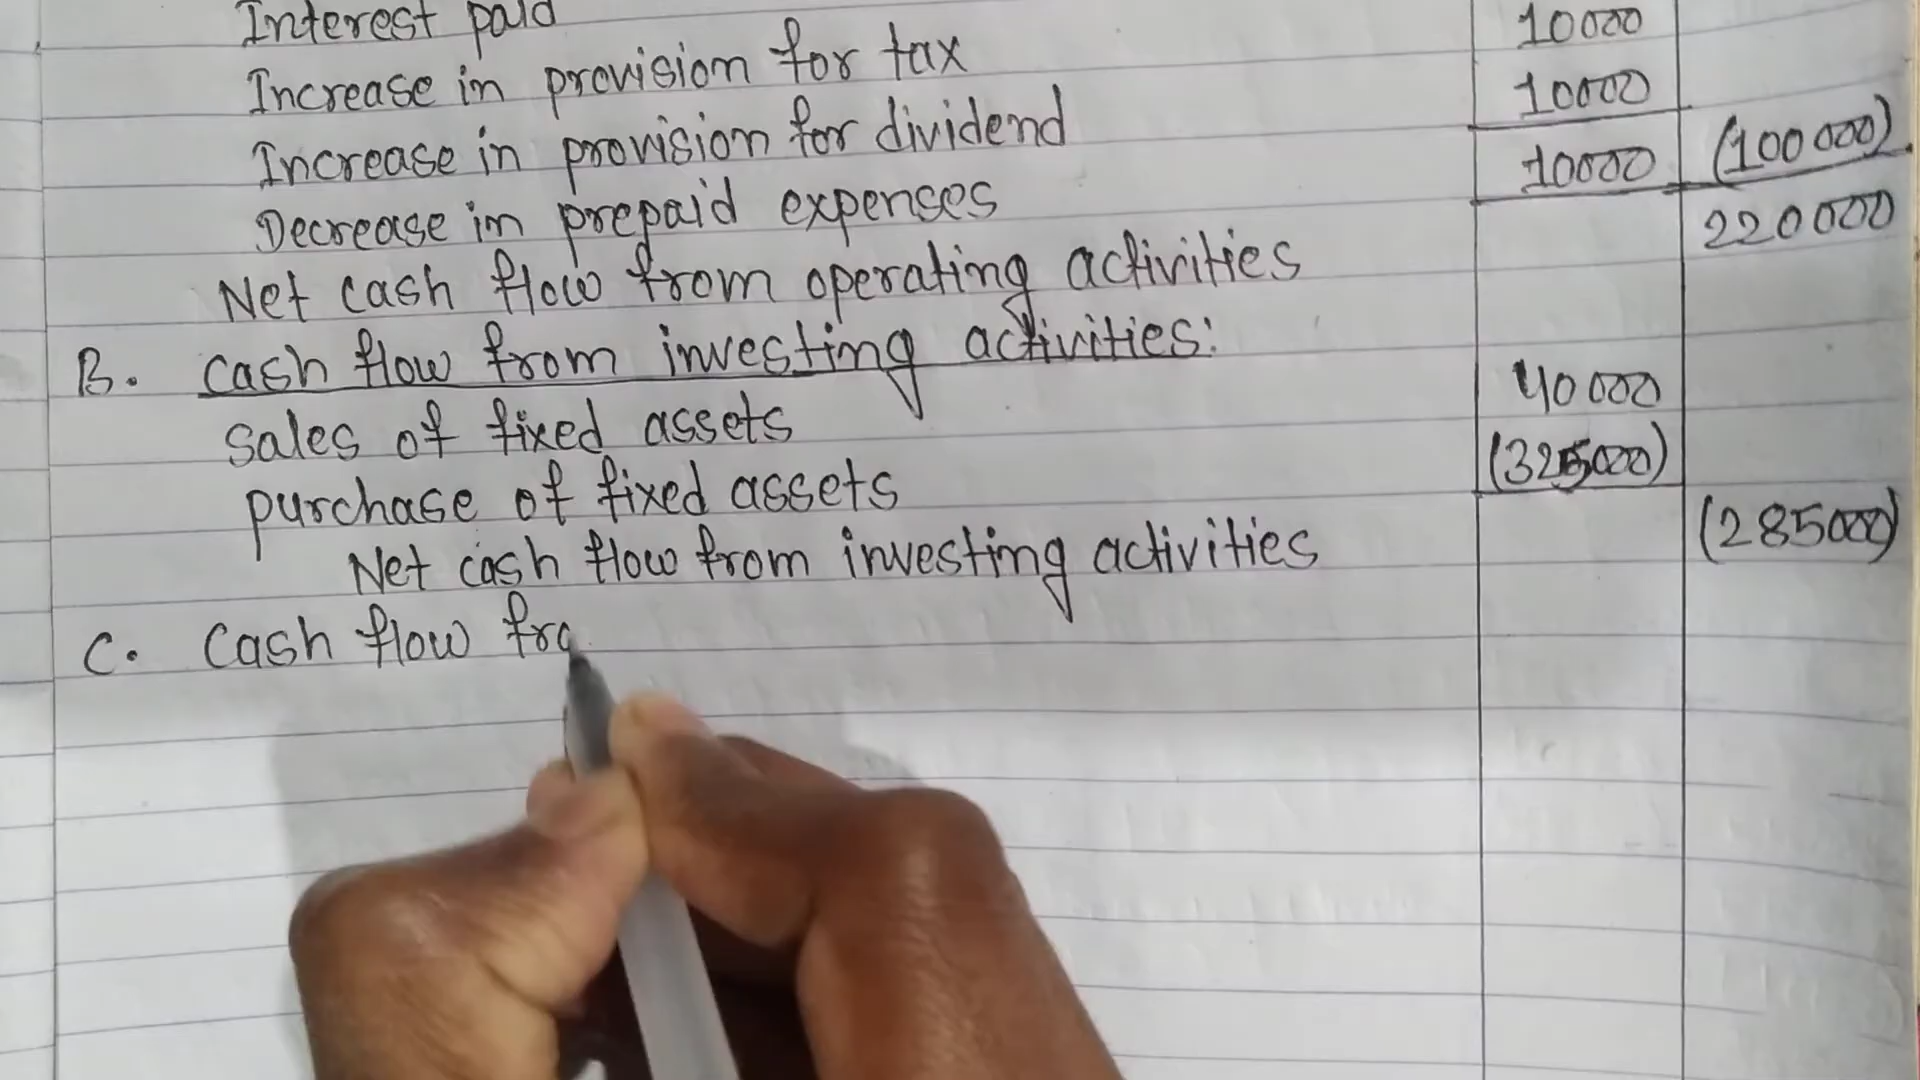 Interest paid
Increase in provision for tax 10000
Increase in provision for dividend 10000
Decrease in prepaid expenses 10000 (100000)
Net cash flow from operating activities 220000
B. Cash flow from investing activities:
Sales of fixed assets 40000
purchase of fixed assets (325000)
Net cash flow from investing activities (285000)
C. Cash flow fro